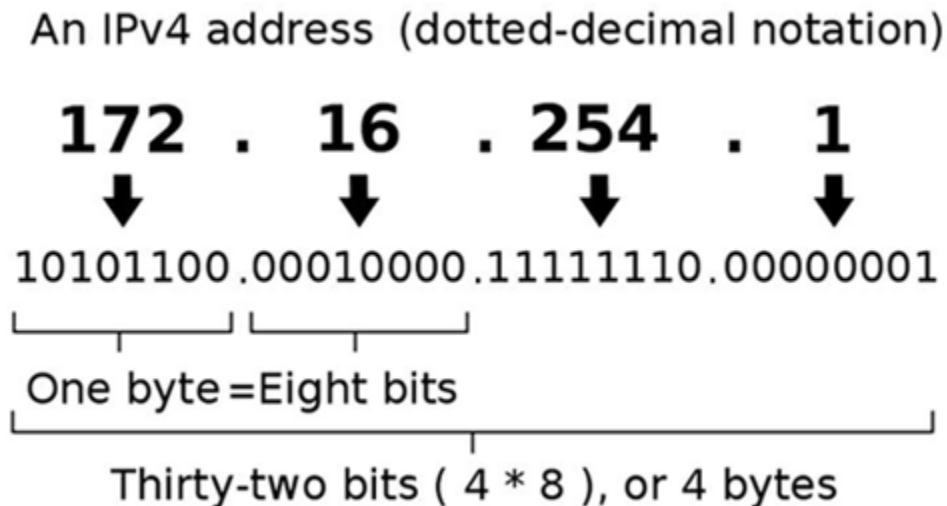 An IPv4 address (dotted-decimal notation)
172 . 16 . 254 . 1
10101100.00010000.11111110.00000001
One byte=Eight bits
Thirty-two bits ( 4 * 8 ), or 4 bytes